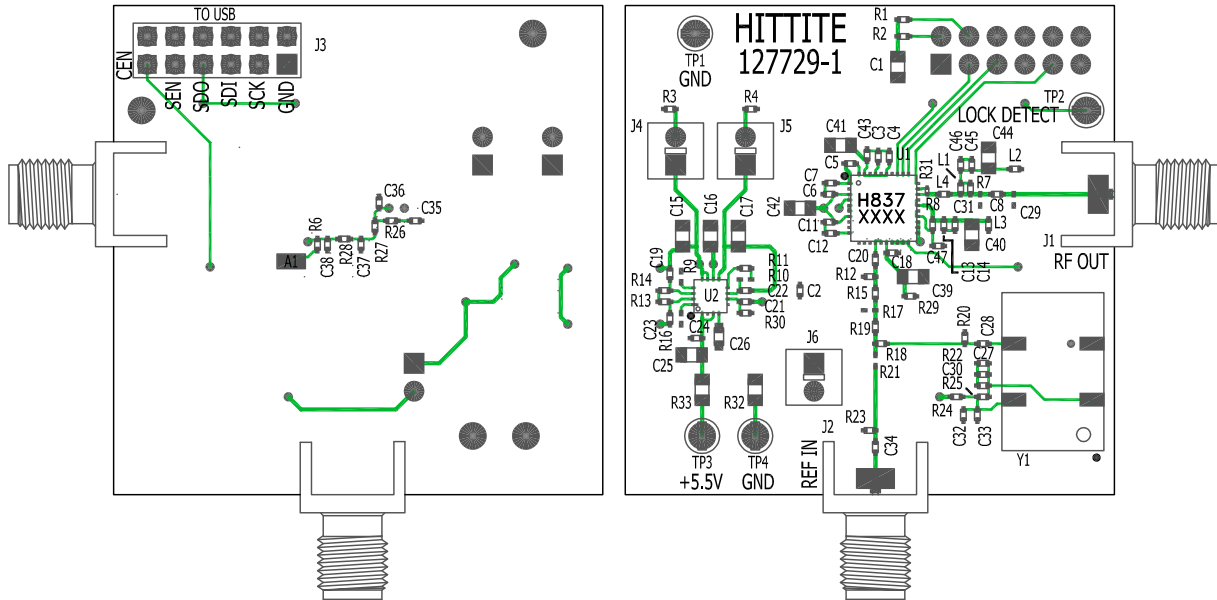 TO USB
J3
CEN
SEN
SDO
SDI
SCK
GND
C36
C35
R6
C38
R28
C37
R27
R26
A1
HITTITE
127729-1
TP1
GND
R1
R2
C1
TP2
LOCK DETECT
R3
R4
J4
J5
C41
C43
C3
C4
U1
C5
C7
C6
C42
C11
C12
H837
XXXX
R31
C46
C45
C44
L1
L2
L4
R7
R8
C31
C8
C29
L3
C40
J1
RF OUT
C47
C13
C14
C15
C16
C17
C19
R9
R11
R10
R14
R13
C22
C21
R30
C2
U2
C23
R16
C24
C25
C26
C20
C18
R12
R15
C39
R29
R17
R19
R18
R21
J6
R20
C28
R22
C27
C30
R25
R24
C32
C33
Y1
R33
R32
TP3
+5.5V
TP4
GND
REF IN
J2
R23
C34